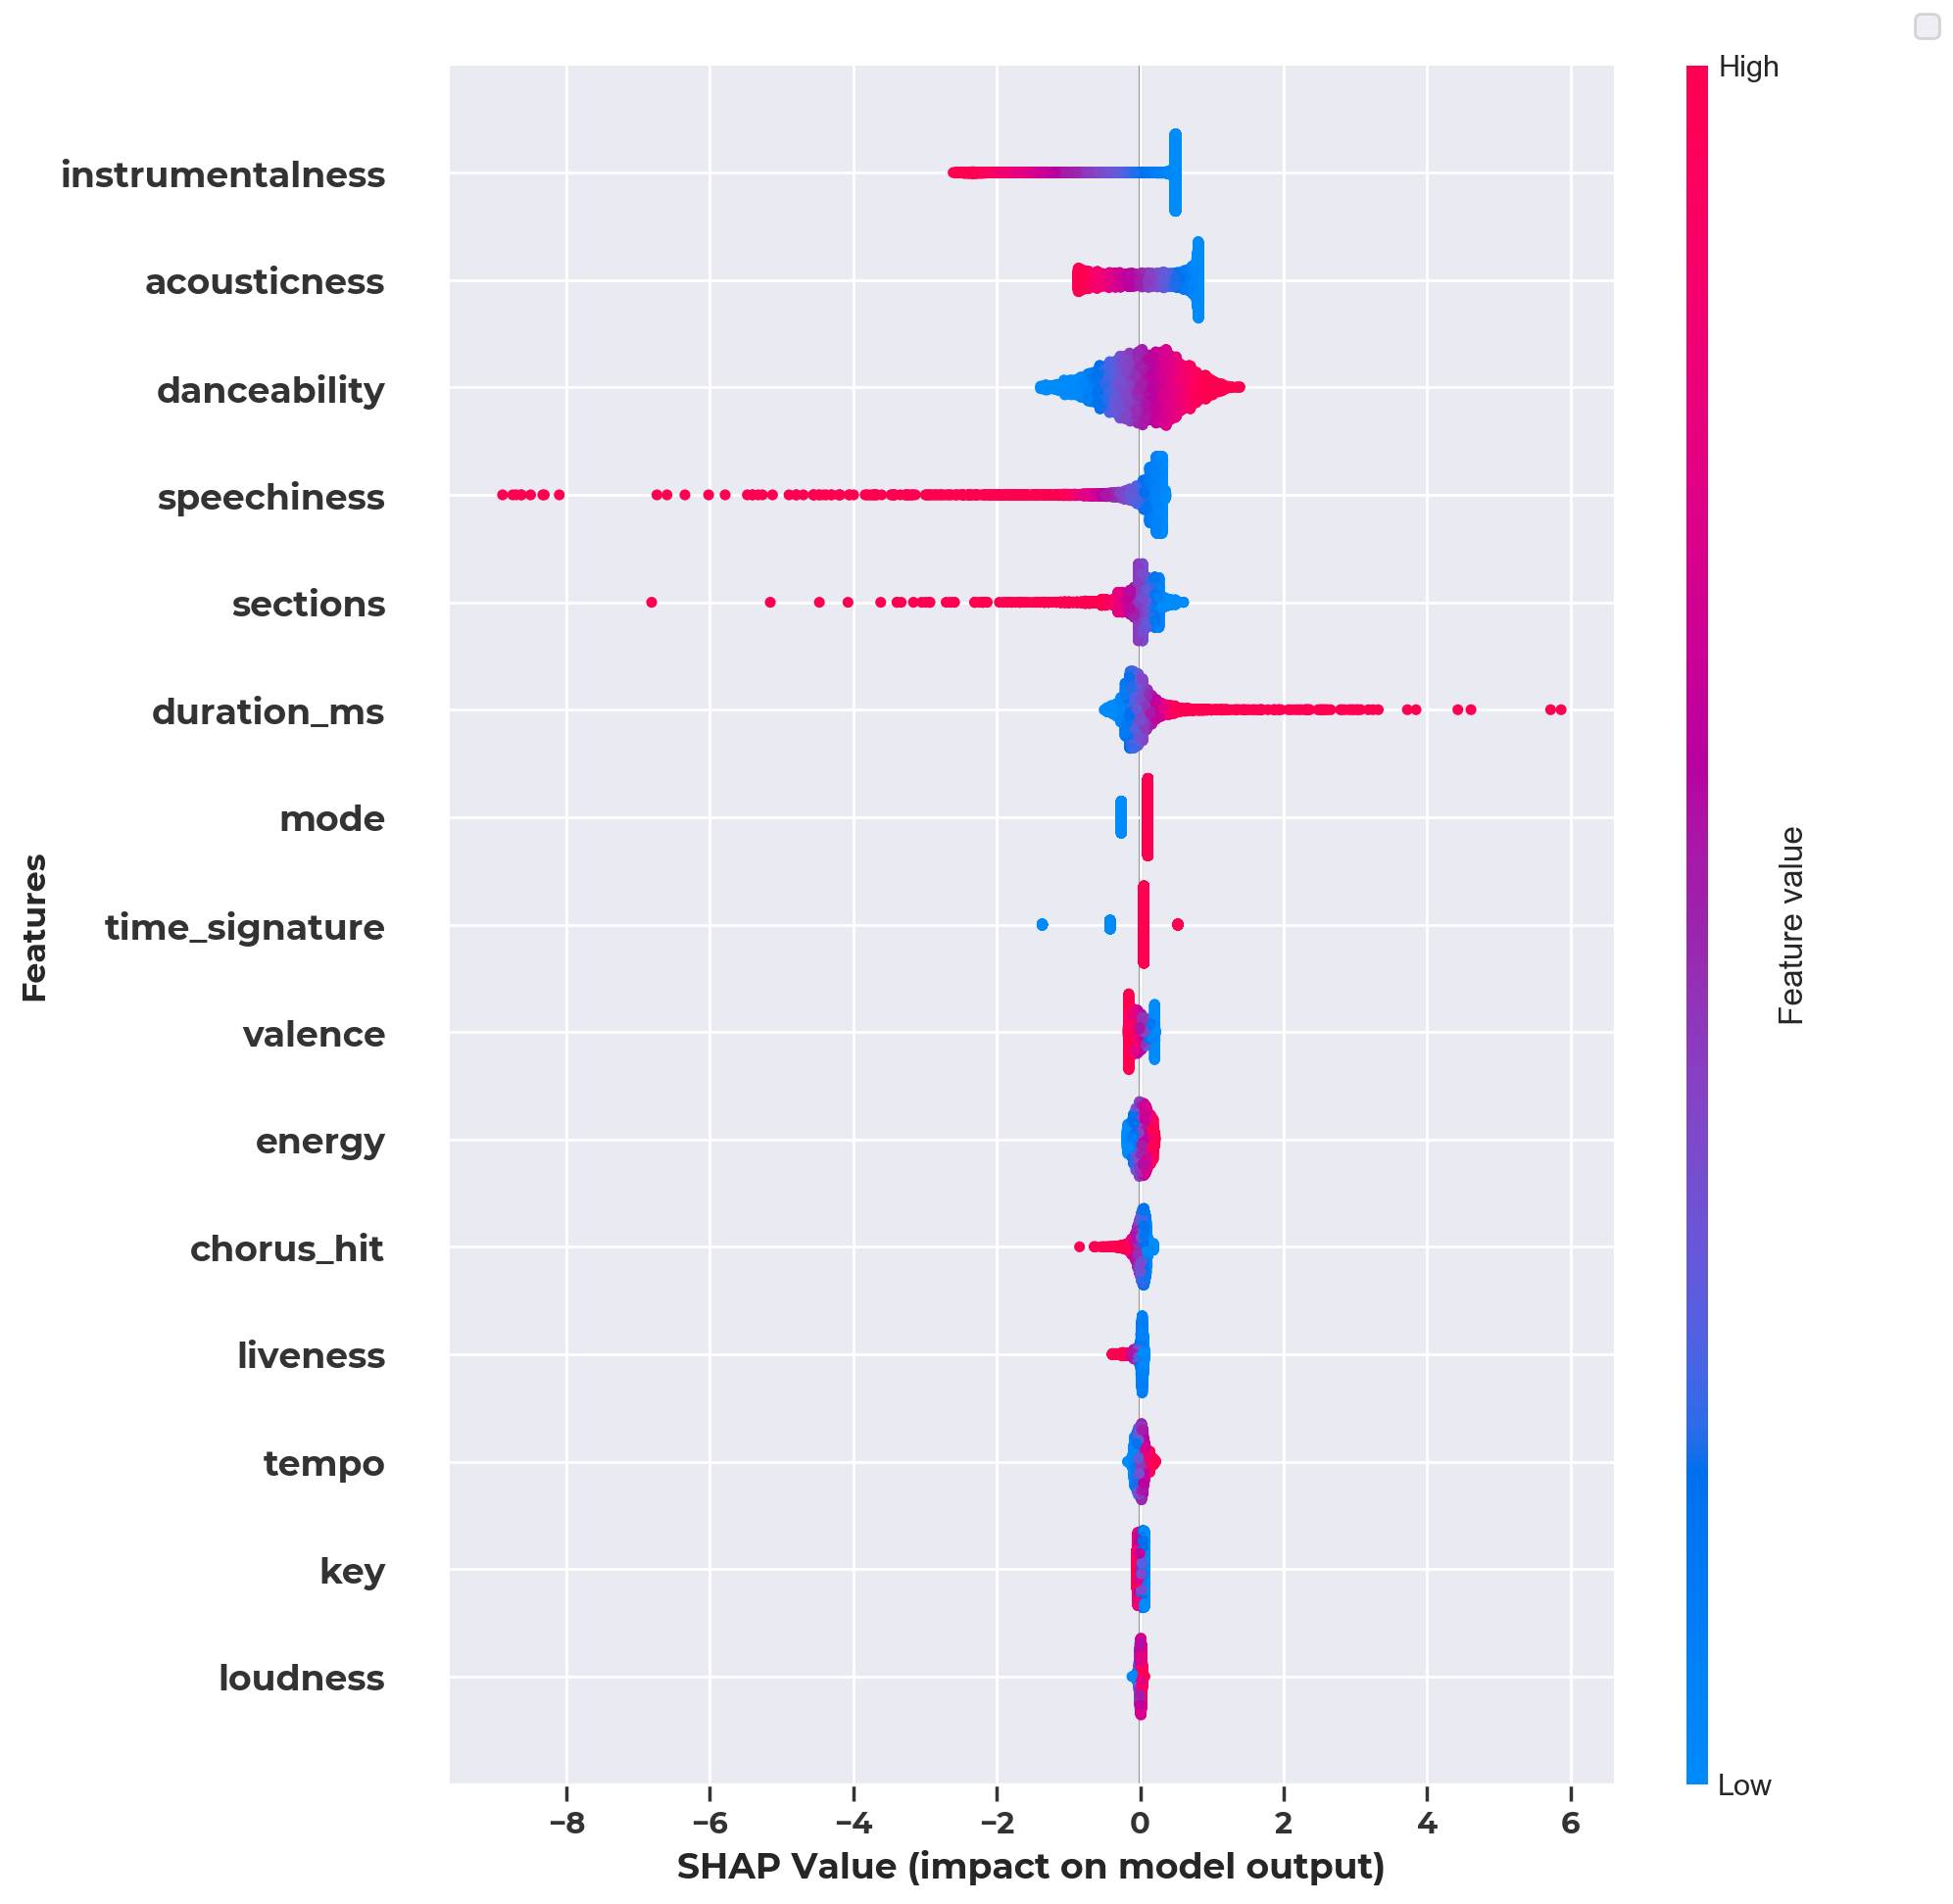 High
instrumentalness
acousticness
danceability
speechiness
sections
duration_ms
mode
time_signature
valence
energy
chorus_hit
liveness
tempo
key
loudness
Features
Feature value
Low
−8 −6 −4 −2 0 2 4 6
SHAP Value (impact on model output)